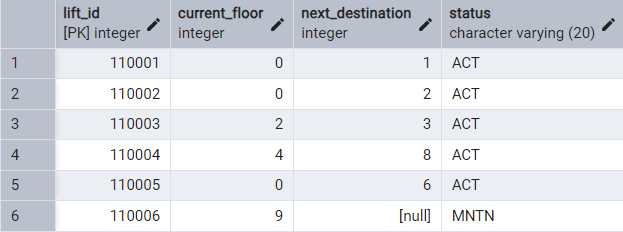 lift_id current_floor next_destination status
[PK] integer integer integer character varying (20)
1 110001 0 1 ACT
2 110002 0 2 ACT
3 110003 2 3 ACT
4 110004 4 8 ACT
5 110005 0 6 ACT
6 110006 9 [null] MNTN